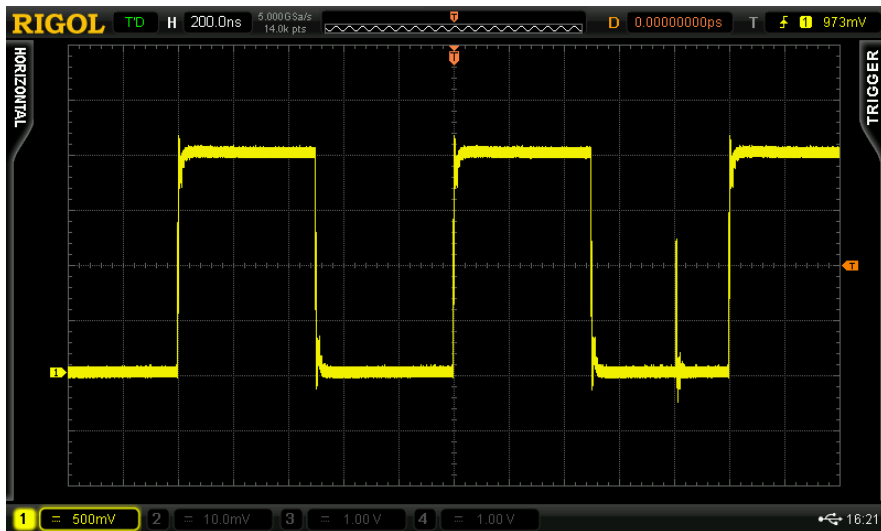 RIGOL T'D H 200.0ns 5.000GSa/s D 0.00000000ps T 1 973mV
14.0k pts
T
HORIZONTAL
TRIGGER
T
1
1 = 500mV 2 = 10.0mV 3 = 1.00 V 4 = 1.00 V 16:21